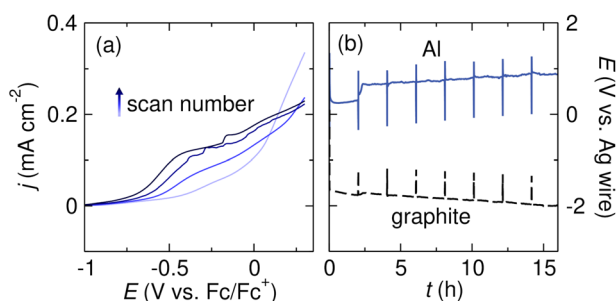 0.4
0.2
0
j (mA cm-2)
(a)
scan number
-1
-0.5
0
E (V vs. Fc/Fc+)
(b)
Al
graphite
0
5
10
15
t (h)
2
0
-2
E (V vs. Ag wire)